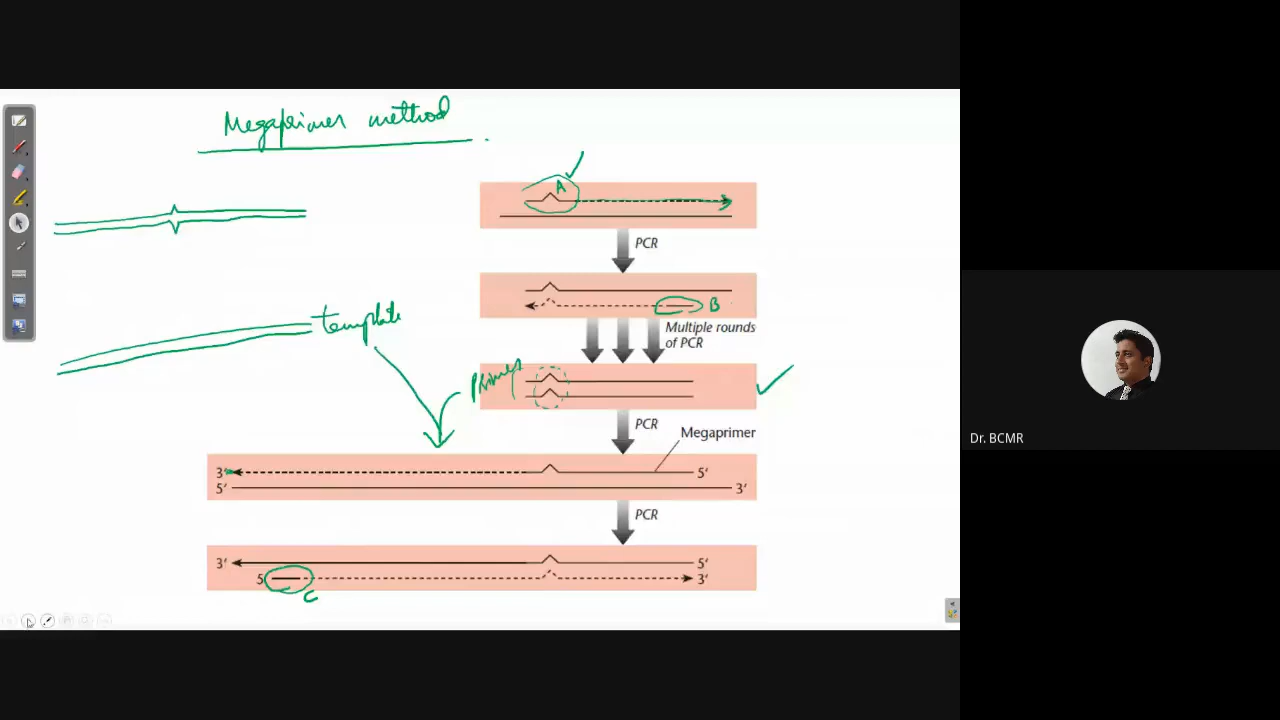 Megaprimer method
A
PCR
B
Multiple rounds
of PCR
template
Primer
PCR
Megaprimer
3′ 5′
5′ 3′
PCR
3′ 5′
5 3′
C
Dr. BCMR